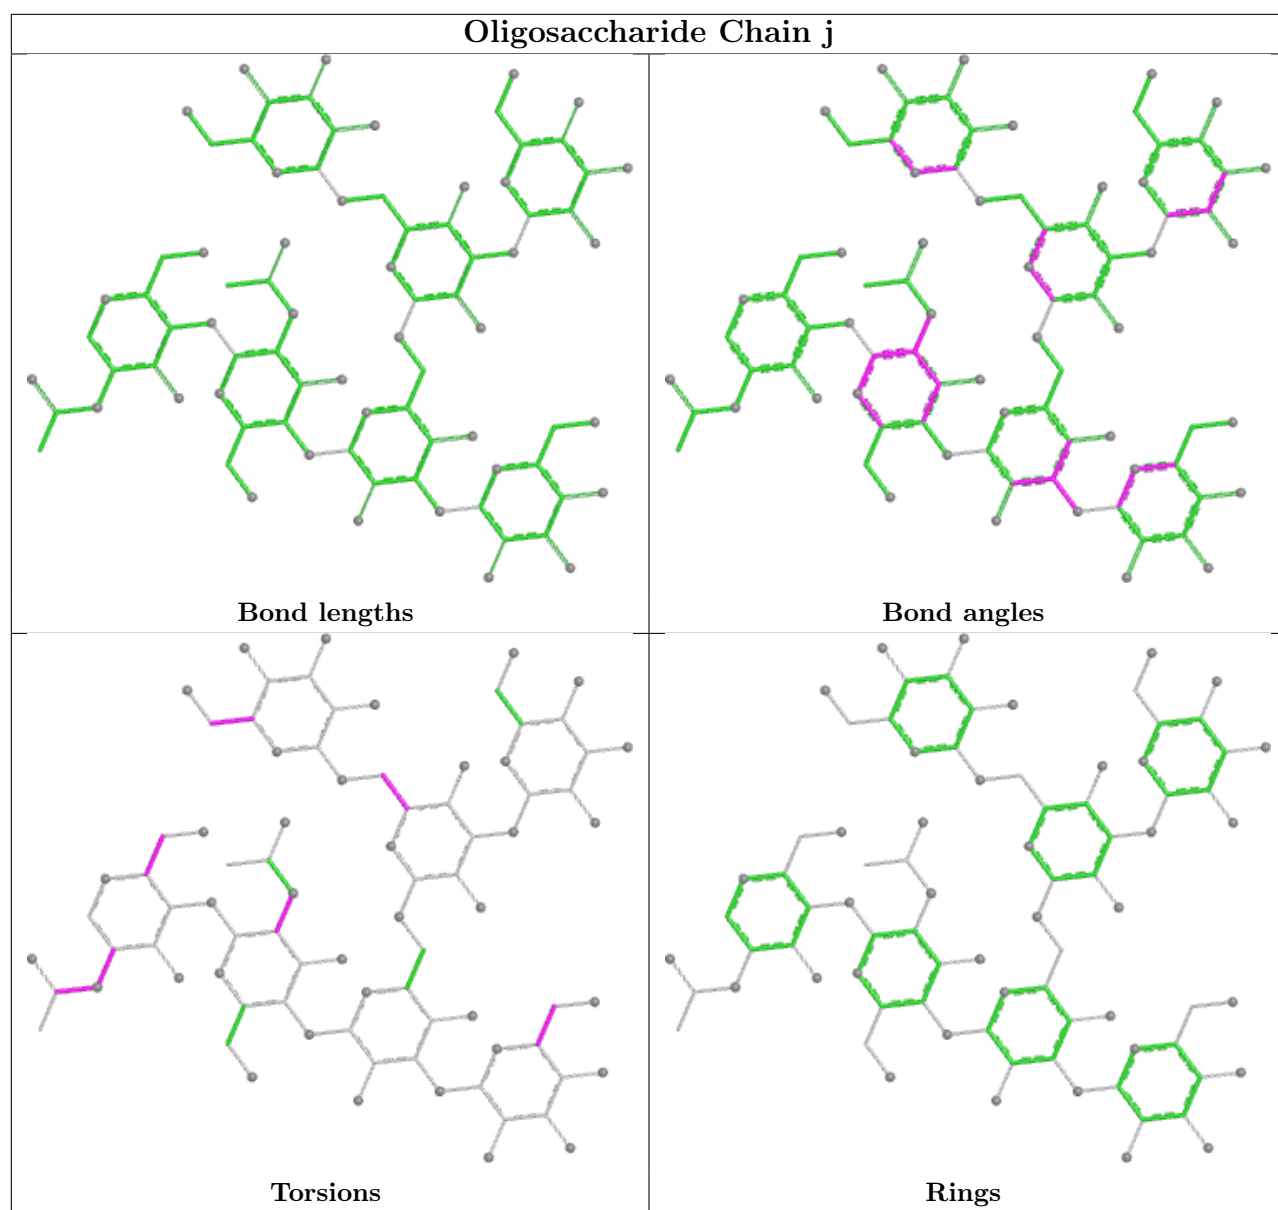 Oligosaccharide Chain j
Bond lengths
Bond angles
Torsions
Rings